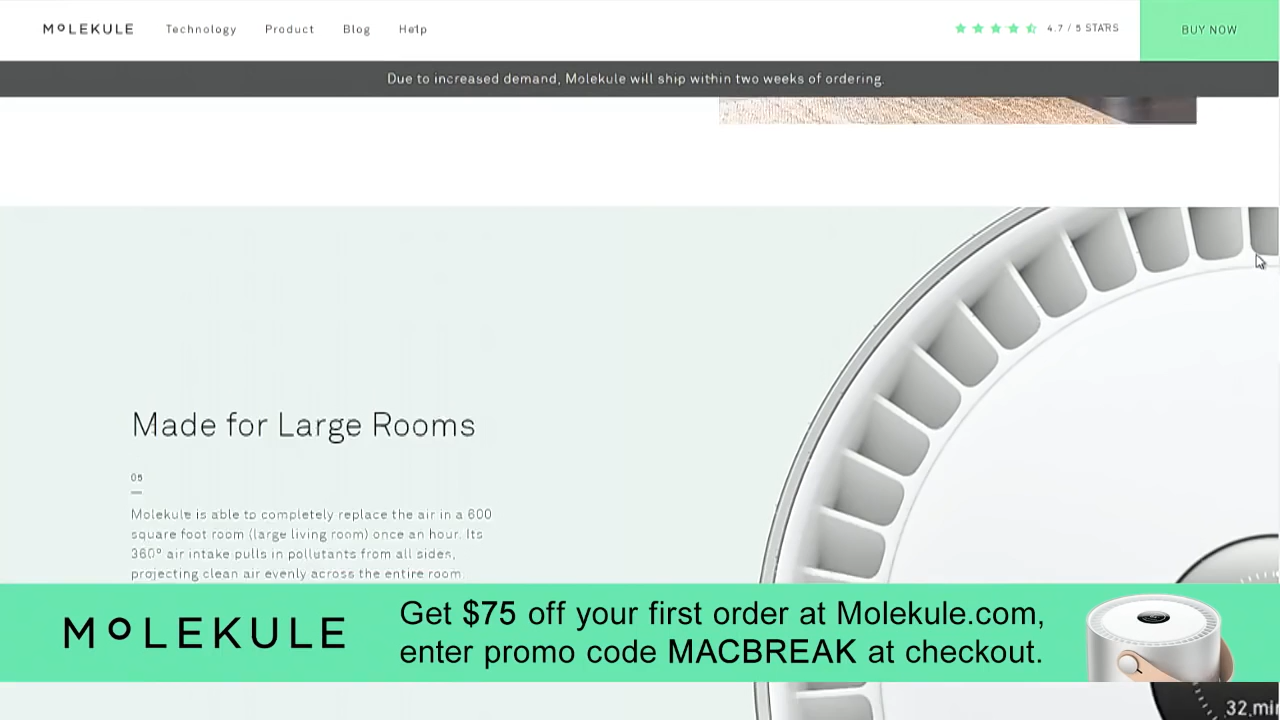 MOLEKULE Technology Product Blog Help 4.7 / 5 STARS BUY NOW
Due to increased demand, Molekule will ship within two weeks of ordering.
Made for Large Rooms
05
Molekule is able to completely replace the air in a 600
square foot room (large living room) once an hour. Its
360° air intake pulls in pollutants from all sides,
projecting clean air evenly across the entire room.
MOLEKULE
Get $75 off your first order at Molekule.com,
enter promo code MACBREAK at checkout.